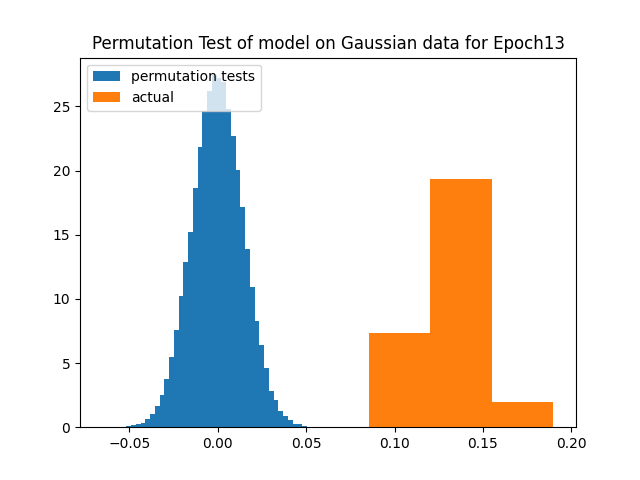 Permutation Test of model on Gaussian data for Epoch13
permutation tests
actual
25
20
15
10
5
0
−0.05 0.00 0.05 0.10 0.15 0.20